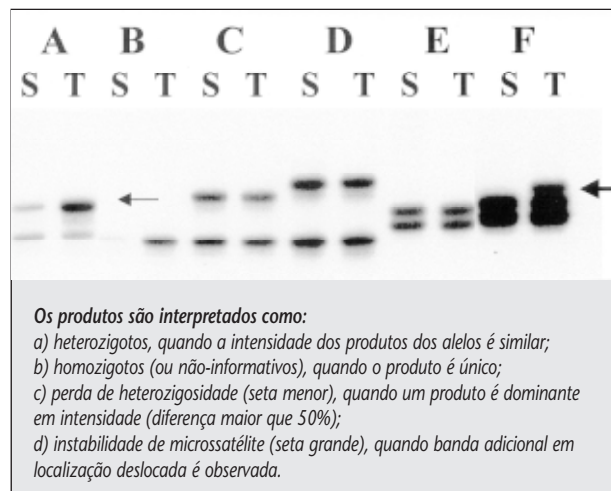 A B C D E F
S T S T S T S T S T S T
Os produtos são interpretados como:
a) heterozigotos, quando a intensidade dos produtos dos alelos é similar;
b) homozigotos (ou não-informativos), quando o produto é único;
c) perda de heterozigosidade (seta menor), quando um produto é dominante
em intensidade (diferença maior que 50%);
d) instabilidade de microssatélite (seta grande), quando banda adicional em
localização deslocada é observada.